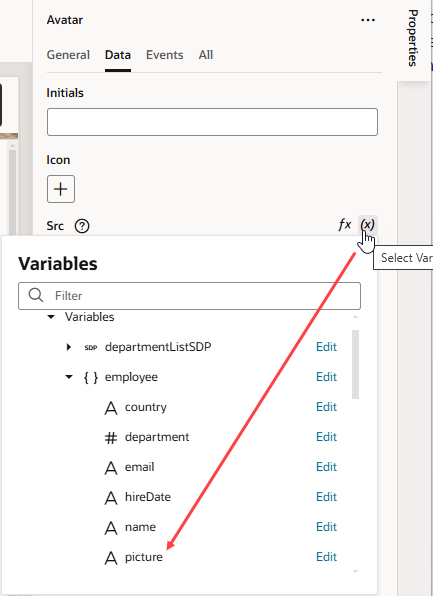 Avatar
Properties
General Data Events All
Initials
Icon
+
Src ? fx (x)
Select Var
Variables
Filter
Variables
SDP departmentListSDP Edit
{ } employee Edit
A country Edit
# department Edit
A email Edit
A hireDate Edit
A name Edit
A picture Edit